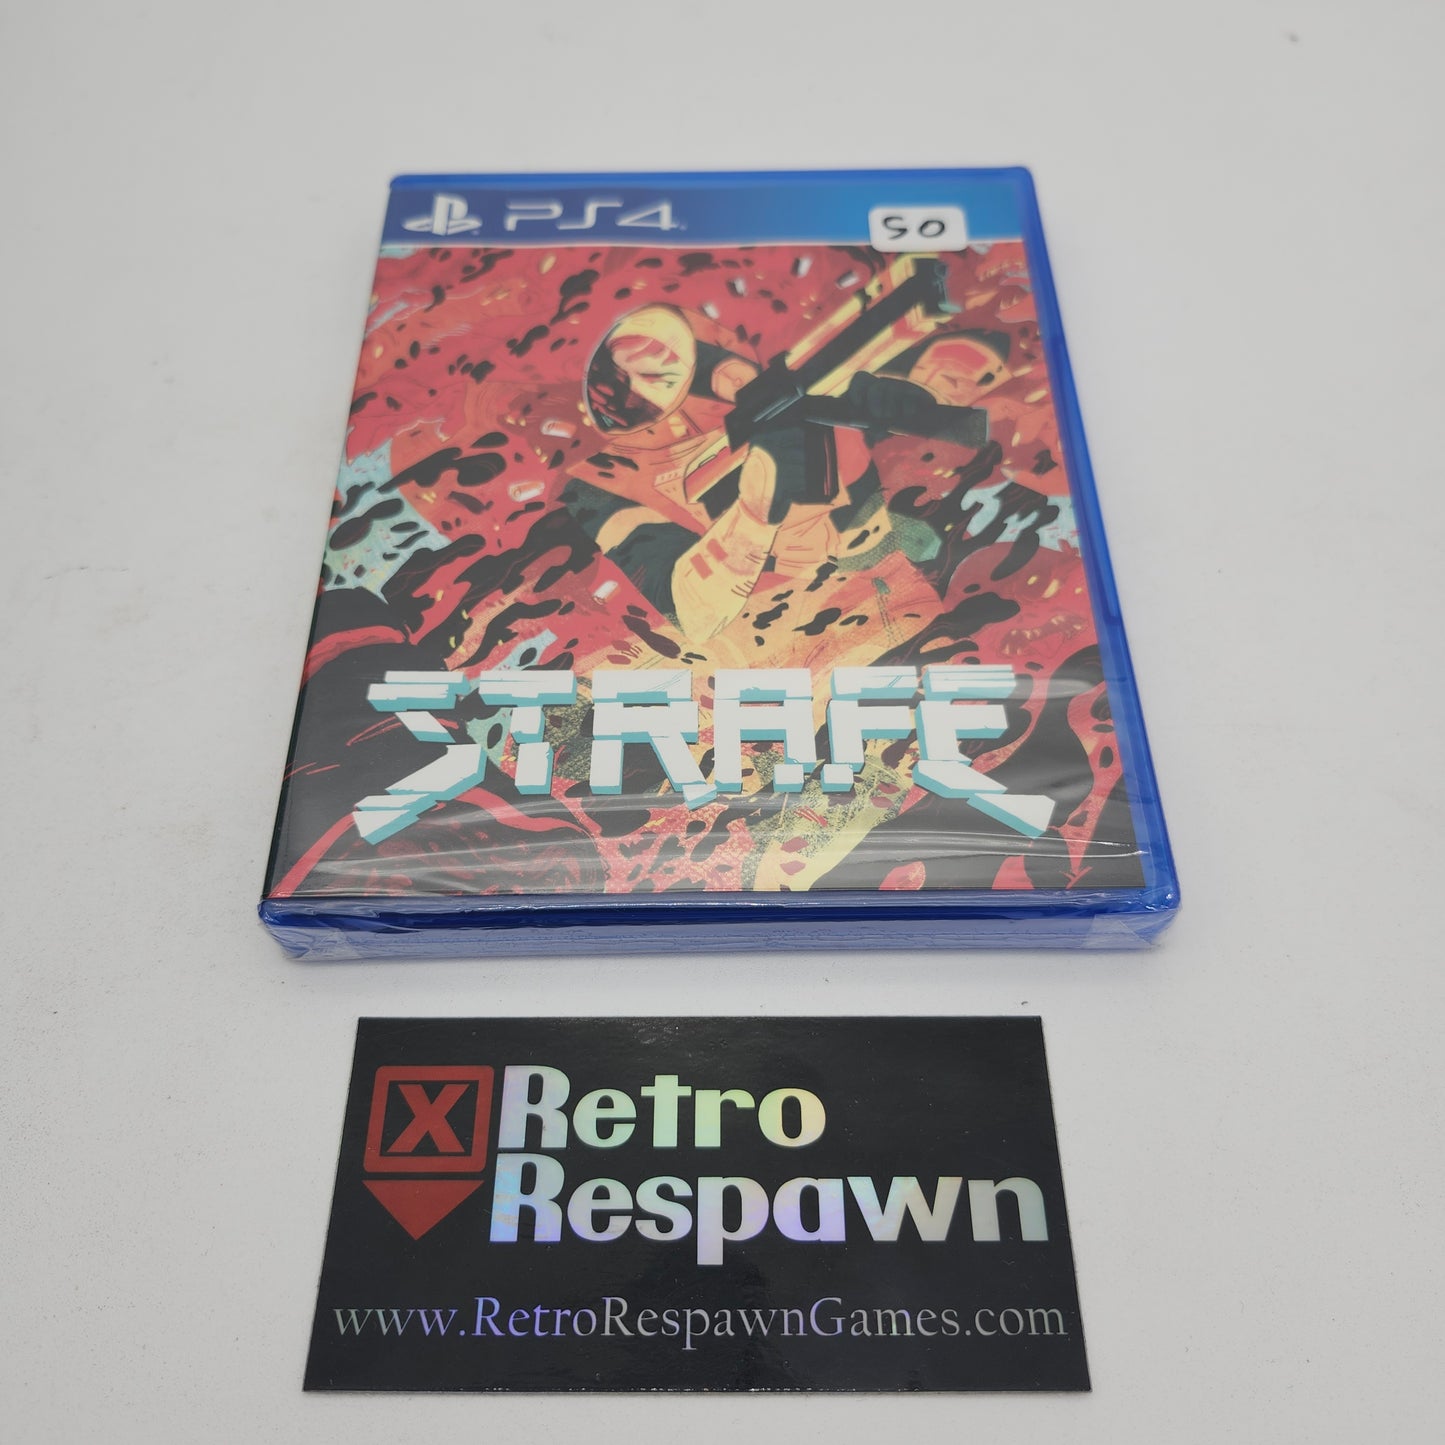 PS4
50
STRAFE
X Retro
Respawn
www.RetroRespawnGames.com